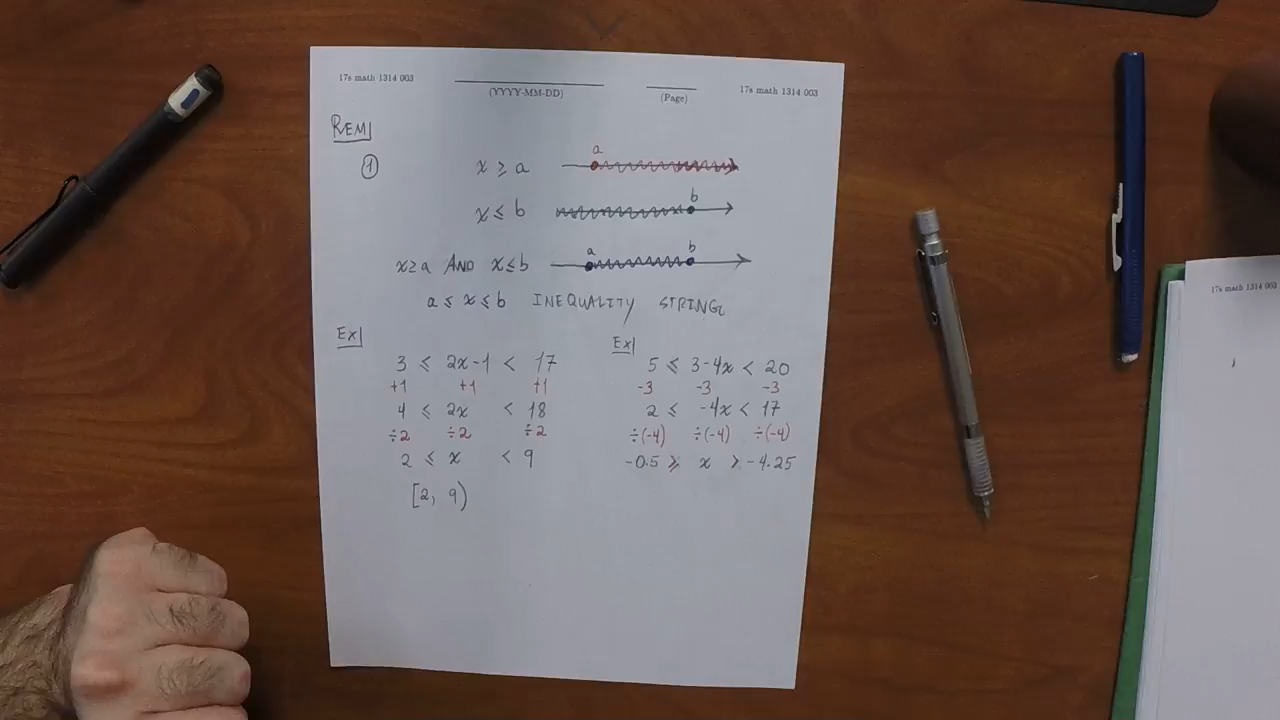 17s math 1314 003 (YYYY-MM-DD) (Page) 17s math 1314 003
REM
① x ≥ a a
x ≤ b b
x ≥ a AND x ≤ b a b
a ≤ x ≤ b INEQUALITY STRING
Ex
3 ≤ 2x-1 < 17
+1 +1 +1
4 ≤ 2x < 18
÷2 ÷2 ÷2
2 ≤ x < 9
[2, 9)
Ex
5 ≤ 3-4x < 20
-3 -3 -3
2 ≤ -4x < 17
÷(-4) ÷(-4) ÷(-4)
-0.5 ≥ x > -4.25
17s math 1314 003